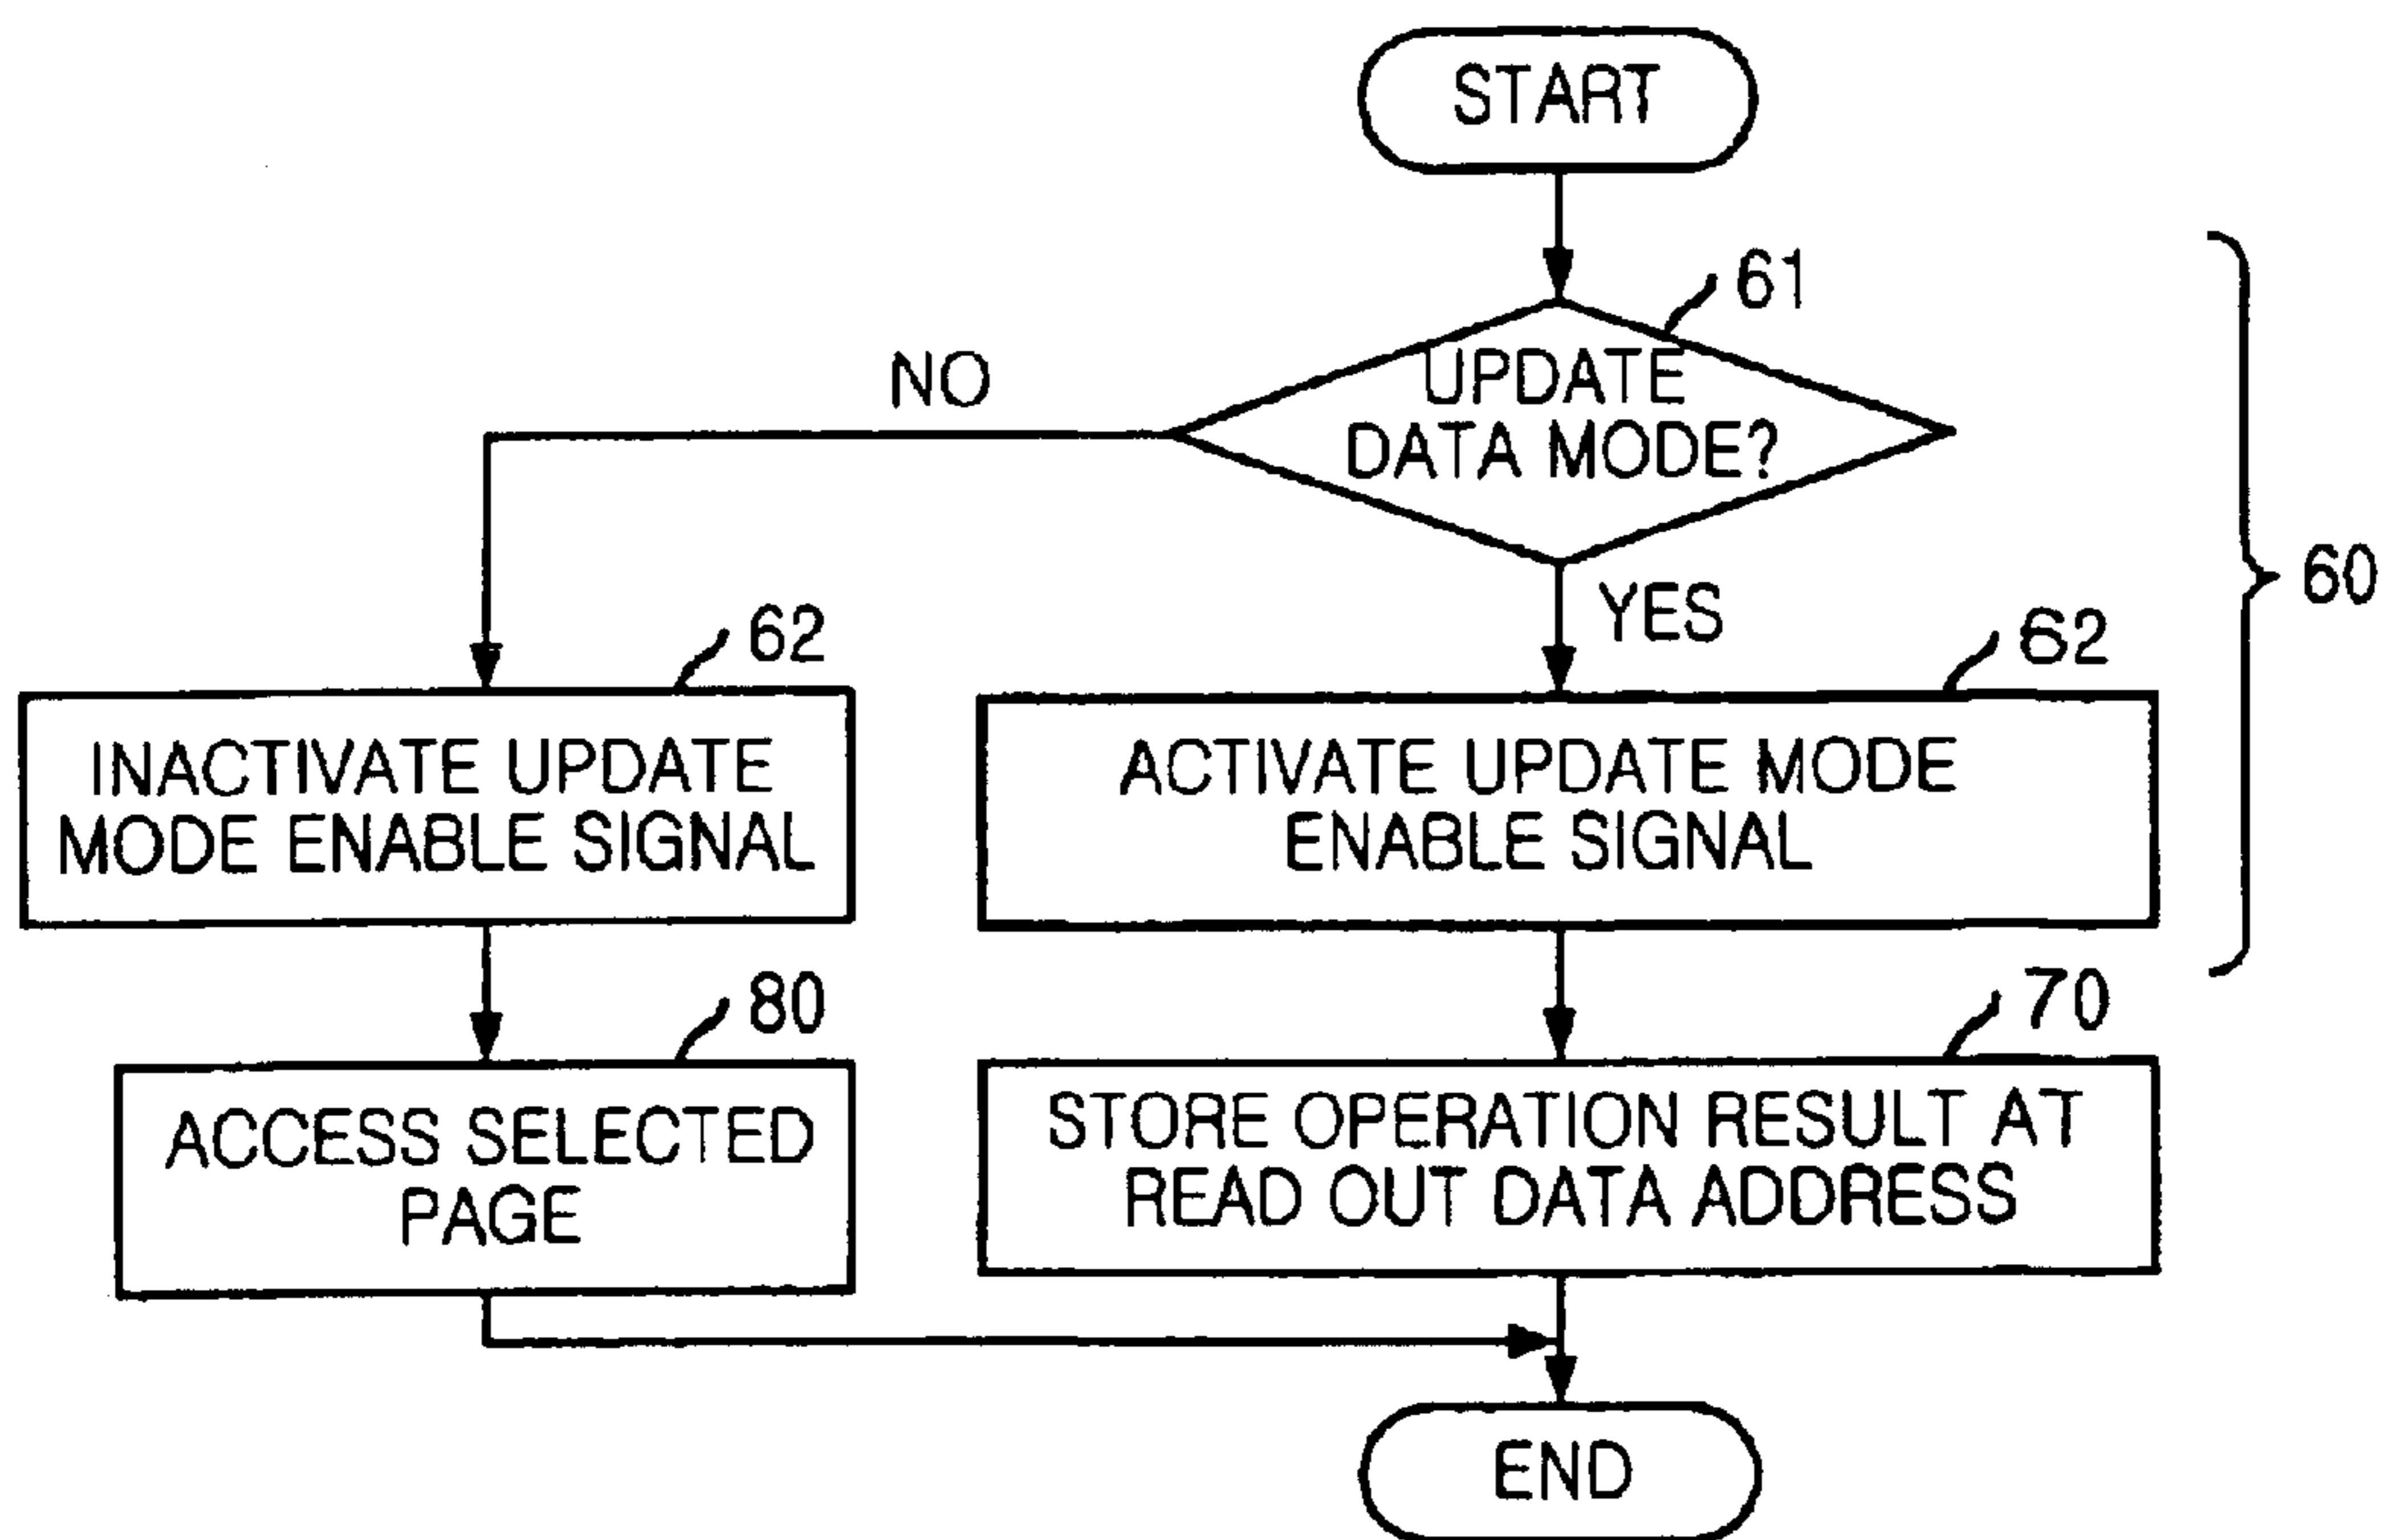 START
61
UPDATE
DATA MODE?
NO
YES
60
62
INACTIVATE UPDATE
MODE ENABLE SIGNAL
62
ACTIVATE UPDATE MODE
ENABLE SIGNAL
80
ACCESS SELECTED
PAGE
70
STORE OPERATION RESULT AT
READ OUT DATA ADDRESS
END